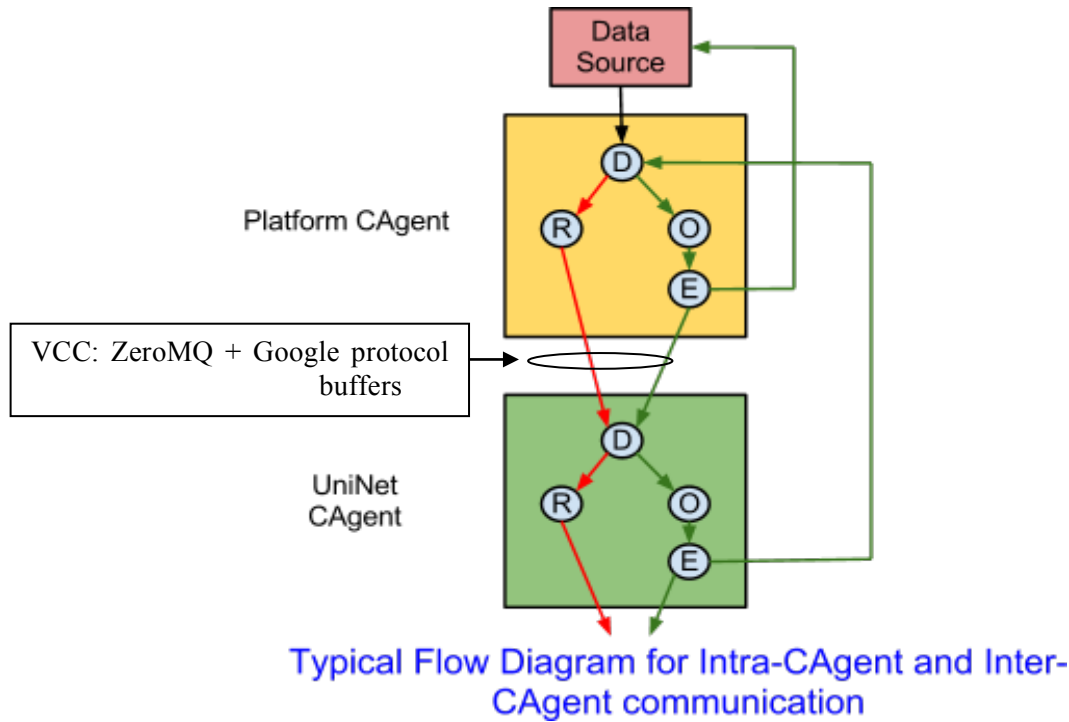 Data
Source
D
Platform CAgent
R
O
E
VCC: ZeroMQ + Google protocol
buffers
D
UniNet
CAgent
R
O
E
Typical Flow Diagram for Intra-CAgent and Inter-
CAgent communication